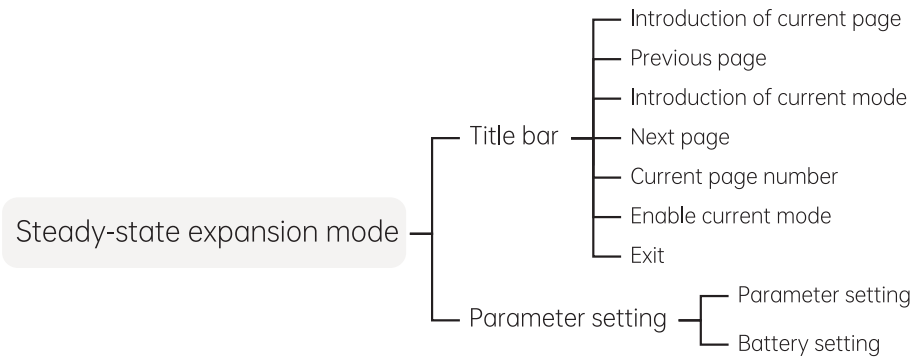 Steady-state expansion mode
Title bar
Introduction of current page
Previous page
Introduction of current mode
Next page
Current page number
Enable current mode
Exit
Parameter setting
Parameter setting
Battery setting